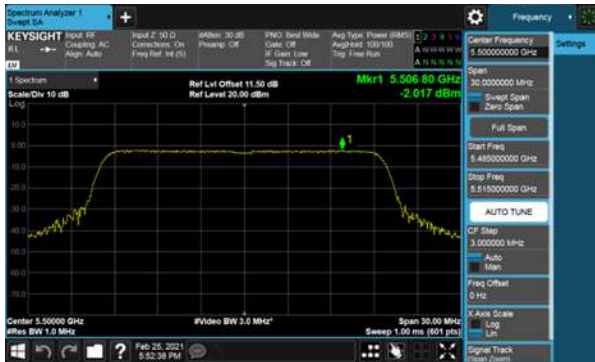 Spectrum Analyzer 1
Swept SA
Frequency
KEYSIGHT
Input: RF
Coupling: AC
Align: Auto
Input Z: 50 Ω
Corrections: On
Freq Ref: Int (S)
#Atten: 30 dB
Preamp: Off
PNO: Best Wide
Gate: Off
IF Gain: Low
Sig Track: Off
Avg Type: Power (RMS)
Avg|Hold: 100/100
Trig: Free Run
1 2 3 4 5 6
A W W W W W
A N N N N N
Center Frequency
5.500000000 GHz
Settings
Span
30.0000000 MHz
Swept Span
Zero Span
Full Span
Start Freq
5.485000000 GHz
Stop Freq
5.515000000 GHz
AUTO TUNE
CF Step
3.000000 MHz
Auto
Man
Freq Offset
0 Hz
X Axis Scale
Log
Lin
Signal Track
(Span Zoom)
1 Spectrum
Scale/Div 10 dB
Ref Lvl Offset 11.50 dB
Ref Level 20.00 dBm
Mkr1 5.506 80 GHz
-2.017 dBm
Log
10.0
0.00
-10.0
-20.0
-30.0
-40.0
-50.0
-60.0
-70.0
1
Center 5.50000 GHz
#Res BW 1.0 MHz
#Video BW 3.0 MHz*
Span 30.00 MHz
Sweep 1.00 ms (601 pts)
Feb 25, 2021
5:52:38 PM